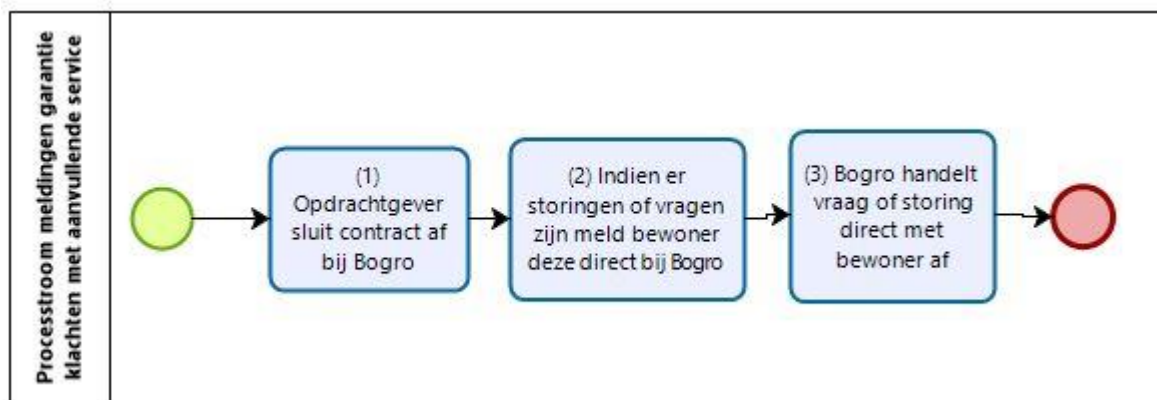 Processtroom meldingen garantie
klachten met aanvullende service
(1)
Opdrachtgever
sluit contract af
bij Bogro
(2) Indien er
storingen of vragen
zijn meld bewoner
deze direct bij Bogro
(3) Bogro handelt
vraag of storing
direct met
bewoner af